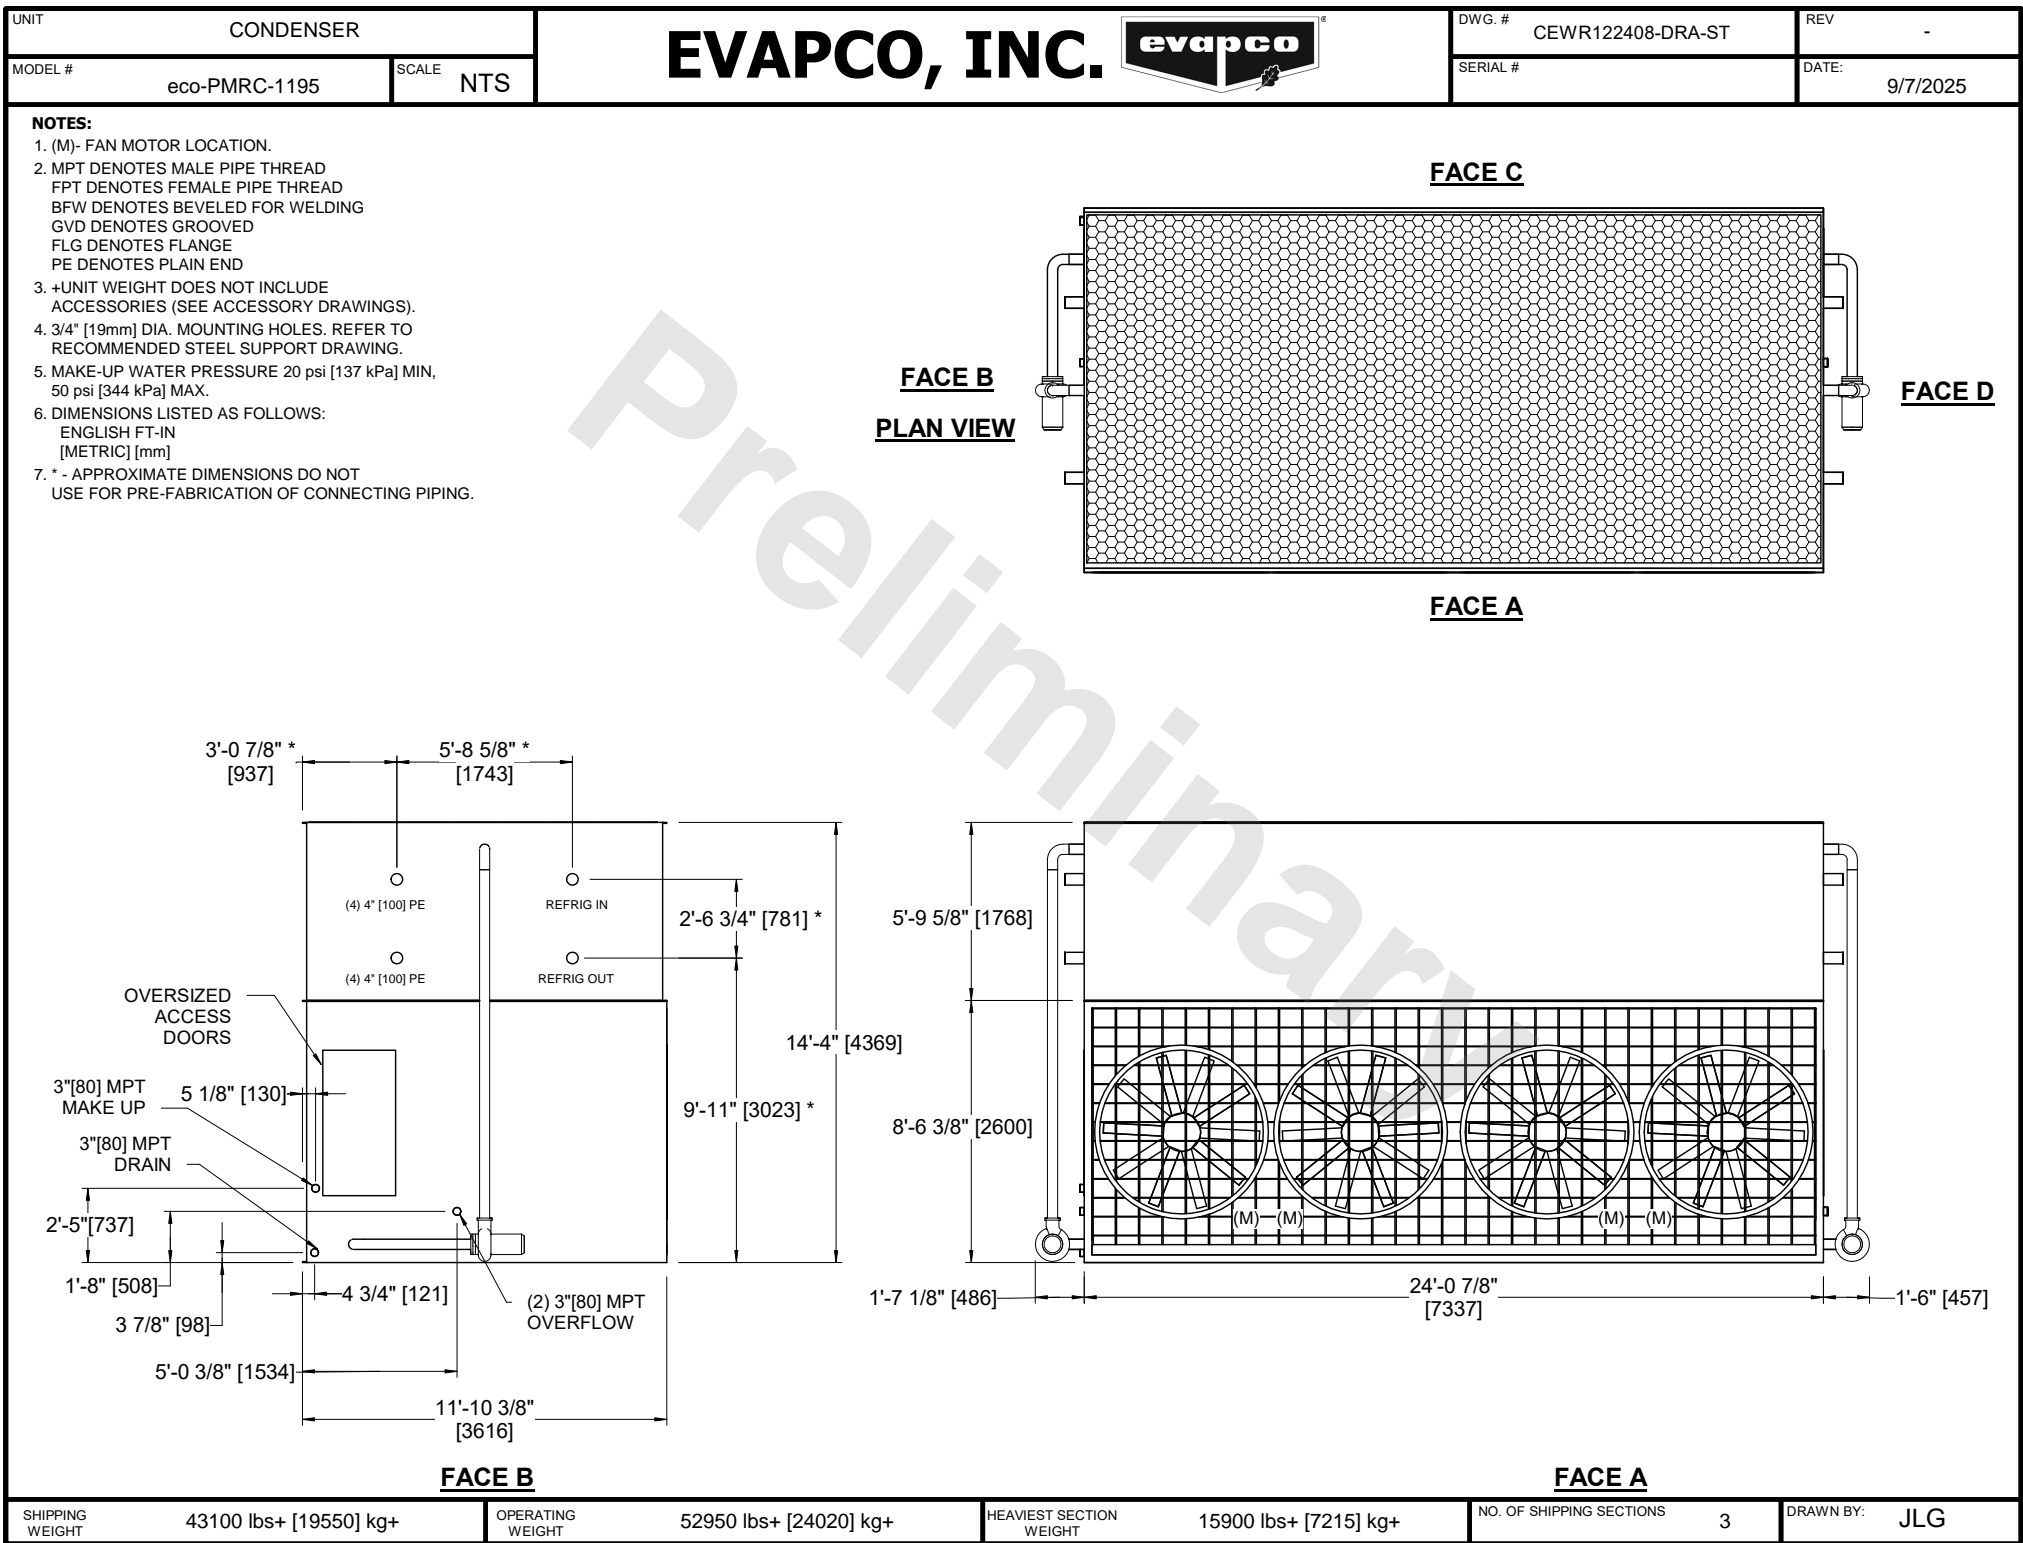 UNIT
CONDENSER
MODEL #
eco-PMRC-1195
SCALE
NTS
EVAPCO, INC.
evapco
®
DWG. #
CEWR122408-DRA-ST
REV
-
SERIAL #
DATE:
9/7/2025
NOTES:
1. (M)- FAN MOTOR LOCATION.
2. MPT DENOTES MALE PIPE THREAD
FPT DENOTES FEMALE PIPE THREAD
BFW DENOTES BEVELED FOR WELDING
GVD DENOTES GROOVED
FLG DENOTES FLANGE
PE DENOTES PLAIN END
3. +UNIT WEIGHT DOES NOT INCLUDE
ACCESSORIES (SEE ACCESSORY DRAWINGS).
4. 3/4" [19mm] DIA. MOUNTING HOLES. REFER TO
RECOMMENDED STEEL SUPPORT DRAWING.
5. MAKE-UP WATER PRESSURE 20 psi [137 kPa] MIN,
50 psi [344 kPa] MAX.
6. DIMENSIONS LISTED AS FOLLOWS:
ENGLISH FT-IN
[METRIC] [mm]
7. * - APPROXIMATE DIMENSIONS DO NOT
USE FOR PRE-FABRICATION OF CONNECTING PIPING.
FACE C
FACE B
PLAN VIEW
FACE D
FACE A
Preliminary
3'-0 7/8" *
[937]
5'-8 5/8" *
[1743]
(4) 4" [100] PE
REFRIG IN
(4) 4" [100] PE
REFRIG OUT
2'-6 3/4" [781] *
14'-4" [4369]
9'-11" [3023] *
OVERSIZED
ACCESS
DOORS
3"[80] MPT
MAKE UP
5 1/8" [130]
3"[80] MPT
DRAIN
2'-5"[737]
1'-8" [508]
3 7/8" [98]
4 3/4" [121]
(2) 3"[80] MPT
OVERFLOW
5'-0 3/8" [1534]
11'-10 3/8"
[3616]
FACE B
5'-9 5/8" [1768]
8'-6 3/8" [2600]
(M)
(M)
(M)
(M)
1'-7 1/8" [486]
24'-0 7/8"
[7337]
1'-6" [457]
FACE A
SHIPPING
WEIGHT
43100 lbs+ [19550] kg+
OPERATING
WEIGHT
52950 lbs+ [24020] kg+
HEAVIEST SECTION
WEIGHT
15900 lbs+ [7215] kg+
NO. OF SHIPPING SECTIONS
3
DRAWN BY:
JLG